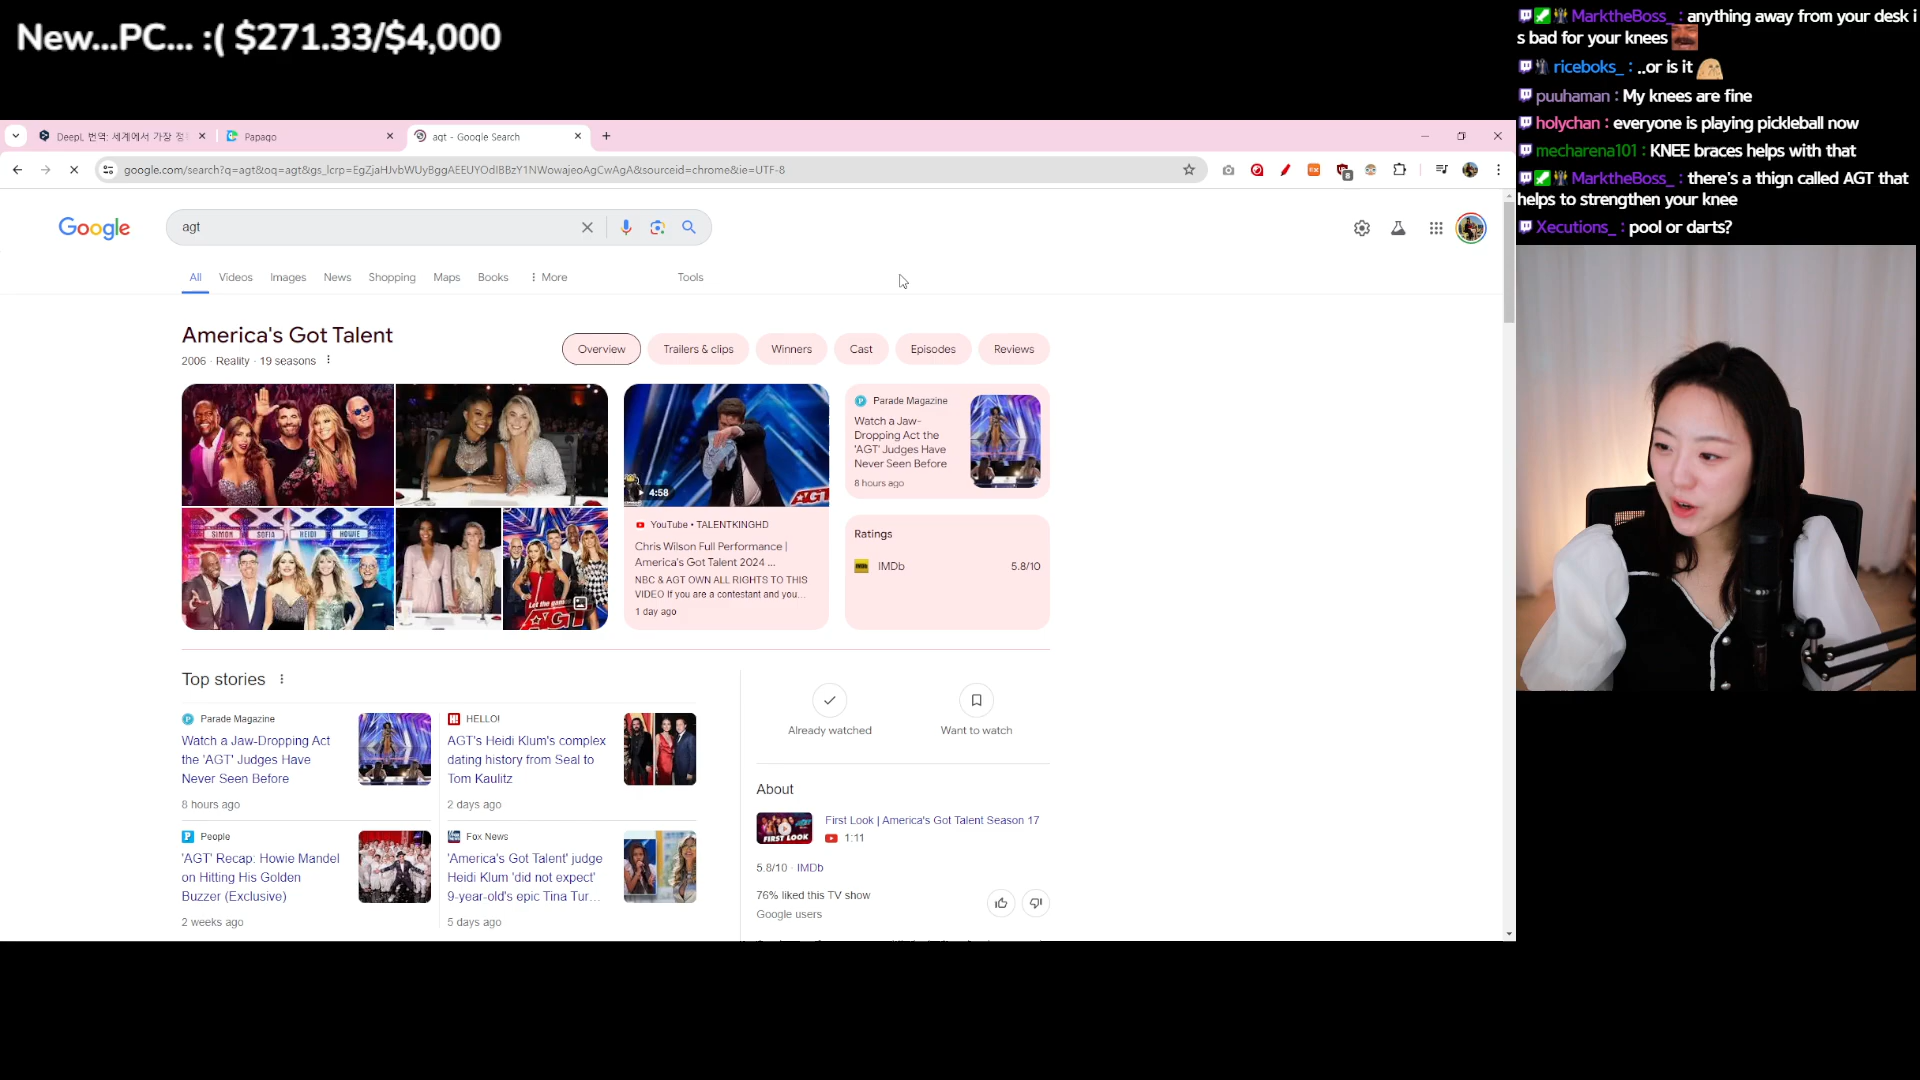 New...PC... :( $271.33/$4,000
DeepL 번역: 세계에서 가장 정
Papago
agt - Google Search
google.com/search?q=agt&oq=agt&gs_lcrp=EgZjaHJvbWUyBggAEEUYOdIBBzY1NWowajeoAgCwAgA&sourceid=chrome&ie=UTF-8
Google
agt
All
Videos
Images
News
Shopping
Maps
Books
More
Tools
America's Got Talent
2006 · Reality · 19 seasons
Overview
Trailers & clips
Winners
Cast
Episodes
Reviews
SIMON SOFIA HEIDI HOWIE
AGT
4:58
AGT
YouTube • TALENTKINGHD
Chris Wilson Full Performance |
America's Got Talent 2024 ...
NBC & AGT OWN ALL RIGHTS TO THIS
VIDEO If you are a contestant and you...
1 day ago
Parade Magazine
Watch a Jaw-
Dropping Act the
'AGT' Judges Have
Never Seen Before
8 hours ago
Ratings
IMDb
5.8/10
Top stories
Parade Magazine
Watch a Jaw-Dropping Act
the 'AGT' Judges Have
Never Seen Before
8 hours ago
HELLO!
AGT's Heidi Klum's complex
dating history from Seal to
Tom Kaulitz
2 days ago
People
'AGT' Recap: Howie Mandel
on Hitting His Golden
Buzzer (Exclusive)
2 weeks ago
Fox News
'America's Got Talent' judge
Heidi Klum 'did not expect'
9-year-old's epic Tina Tur...
5 days ago
Already watched
Want to watch
About
FIRST LOOK
First Look | America's Got Talent Season 17
1:11
5.8/10 · IMDb
76% liked this TV show
Google users
MarktheBoss_ : anything away from your desk i
s bad for your knees
riceboks_ : ..or is it
puuhaman : My knees are fine
holychan : everyone is playing pickleball now
mecharena101 : KNEE braces helps with that
MarktheBoss_ : there's a thign called AGT that
helps to strengthen your knee
Xecutions_ : pool or darts?